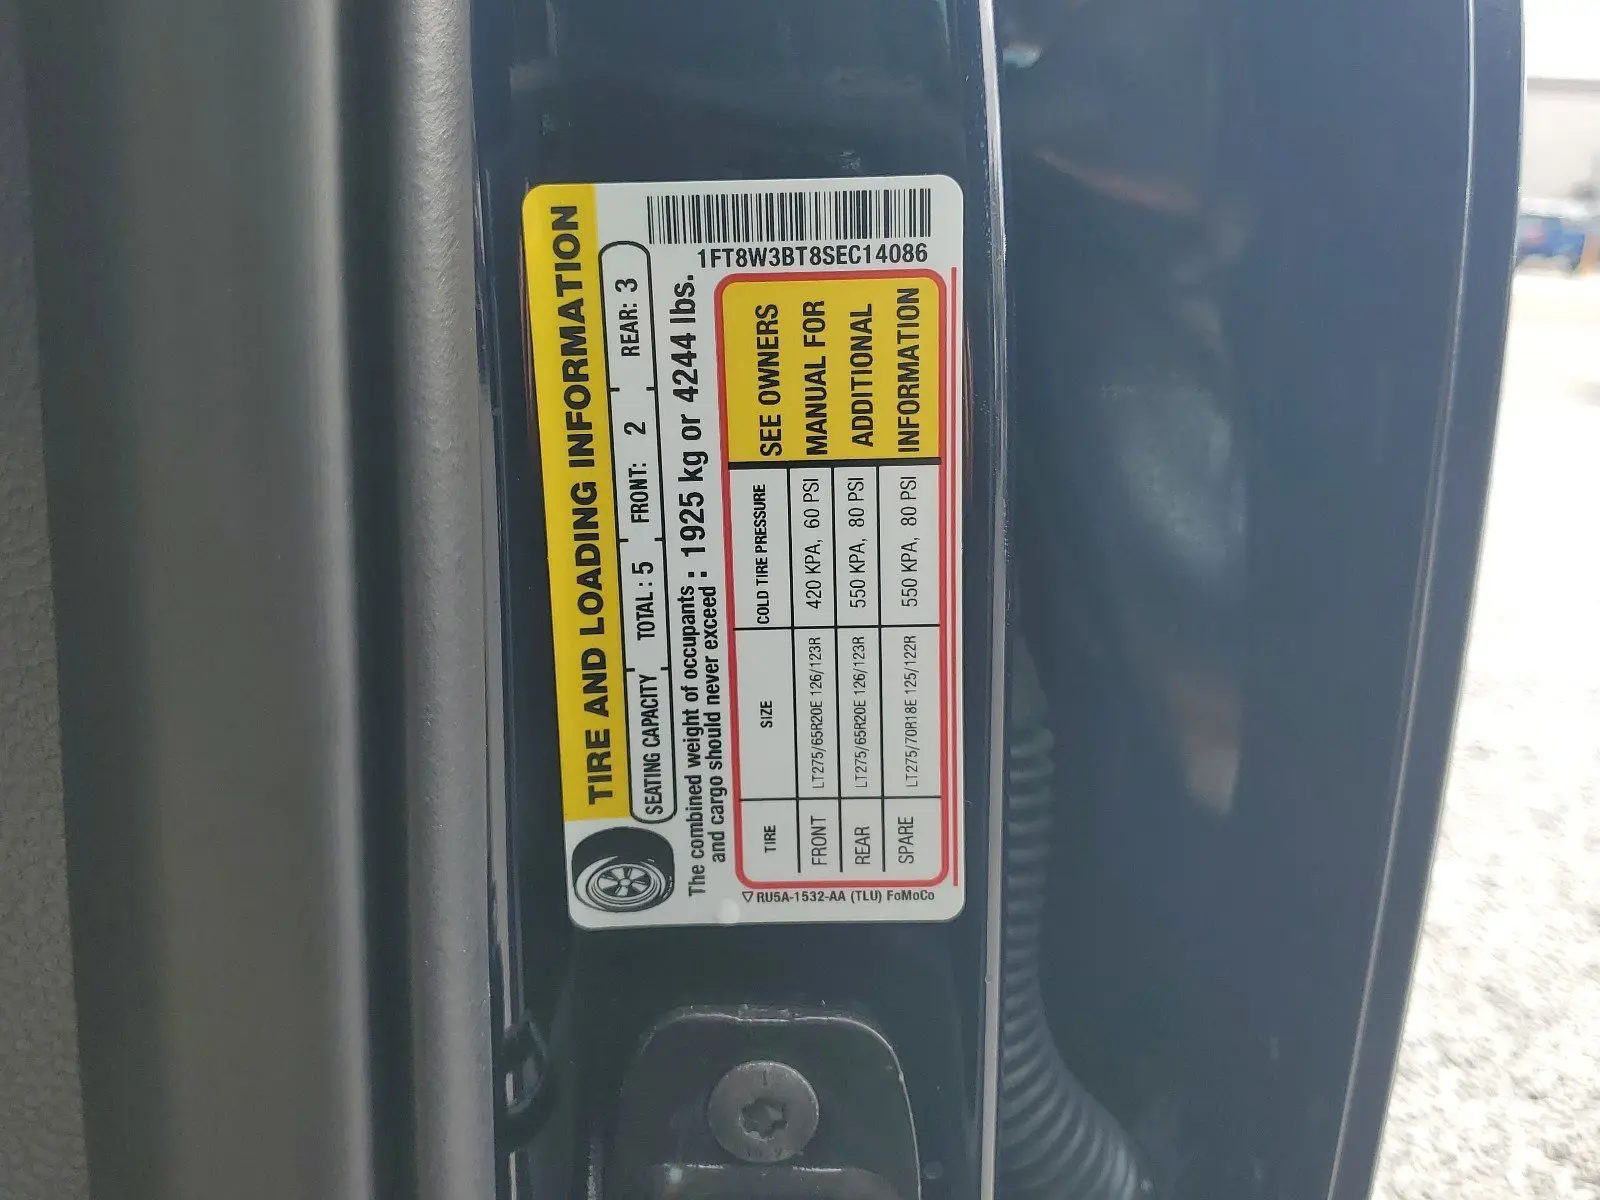 1FT8W3BT8SEC14086
TIRE AND LOADING INFORMATION
SEATING CAPACITY TOTAL : 5 FRONT: 2 REAR: 3
The combined weight of occupants
and cargo should never exceed : 1925 kg or 4244 lbs.
TIRE SIZE COLD TIRE PRESSURE
FRONT LT275/65R20E 126/123R 420 KPA, 60 PSI
REAR LT275/65R20E 126/123R 550 KPA, 80 PSI
SPARE LT275/70R18E 125/122R 550 KPA, 80 PSI
SEE OWNERS
MANUAL FOR
ADDITIONAL
INFORMATION
RU5A-1532-AA (TLU) FoMoCo